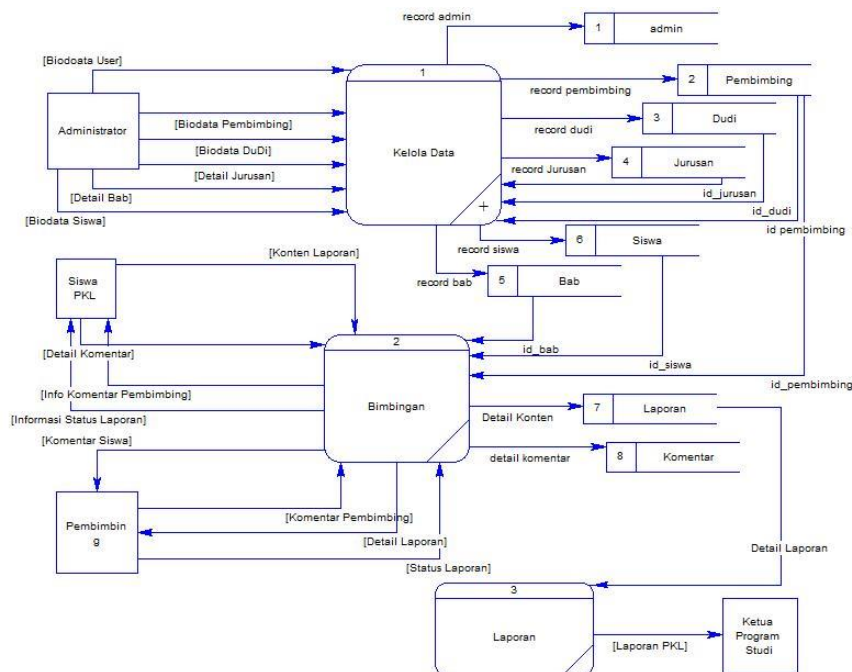 record admin
1 admin
[Biodoata User]
1
2 Pembimbing
record pembimbing
Administrator
[Biodata Pembimbing]
3 Dudi
record dudi
[Biodata DuDi]
Kelola Data
4 Jurusan
record Jurusan
[Detail Jurusan]
id_jurusan
[Detail Bab]
+
id_dudi
[Biodata Siswa]
id pembimbing
6 Siswa
record siswa
[Konten Laporan]
5 Bab
record bab
Siswa
PKL
2
id_bab
[Detail Komentar]
id_siswa
id_pembimbing
[Info Komentar Pembimbing]
Bimbingan
7 Laporan
Detail Konten
[Informasi Status Laporan]
[Komentar Siswa]
detail komentar
8 Komentar
[Komentar Pembimbing]
Pembimbin
g
[Detail Laporan]
Detail Laporan
[Status Laporan]
3
Laporan
[Laporan PKL]
Ketua
Program
Studi